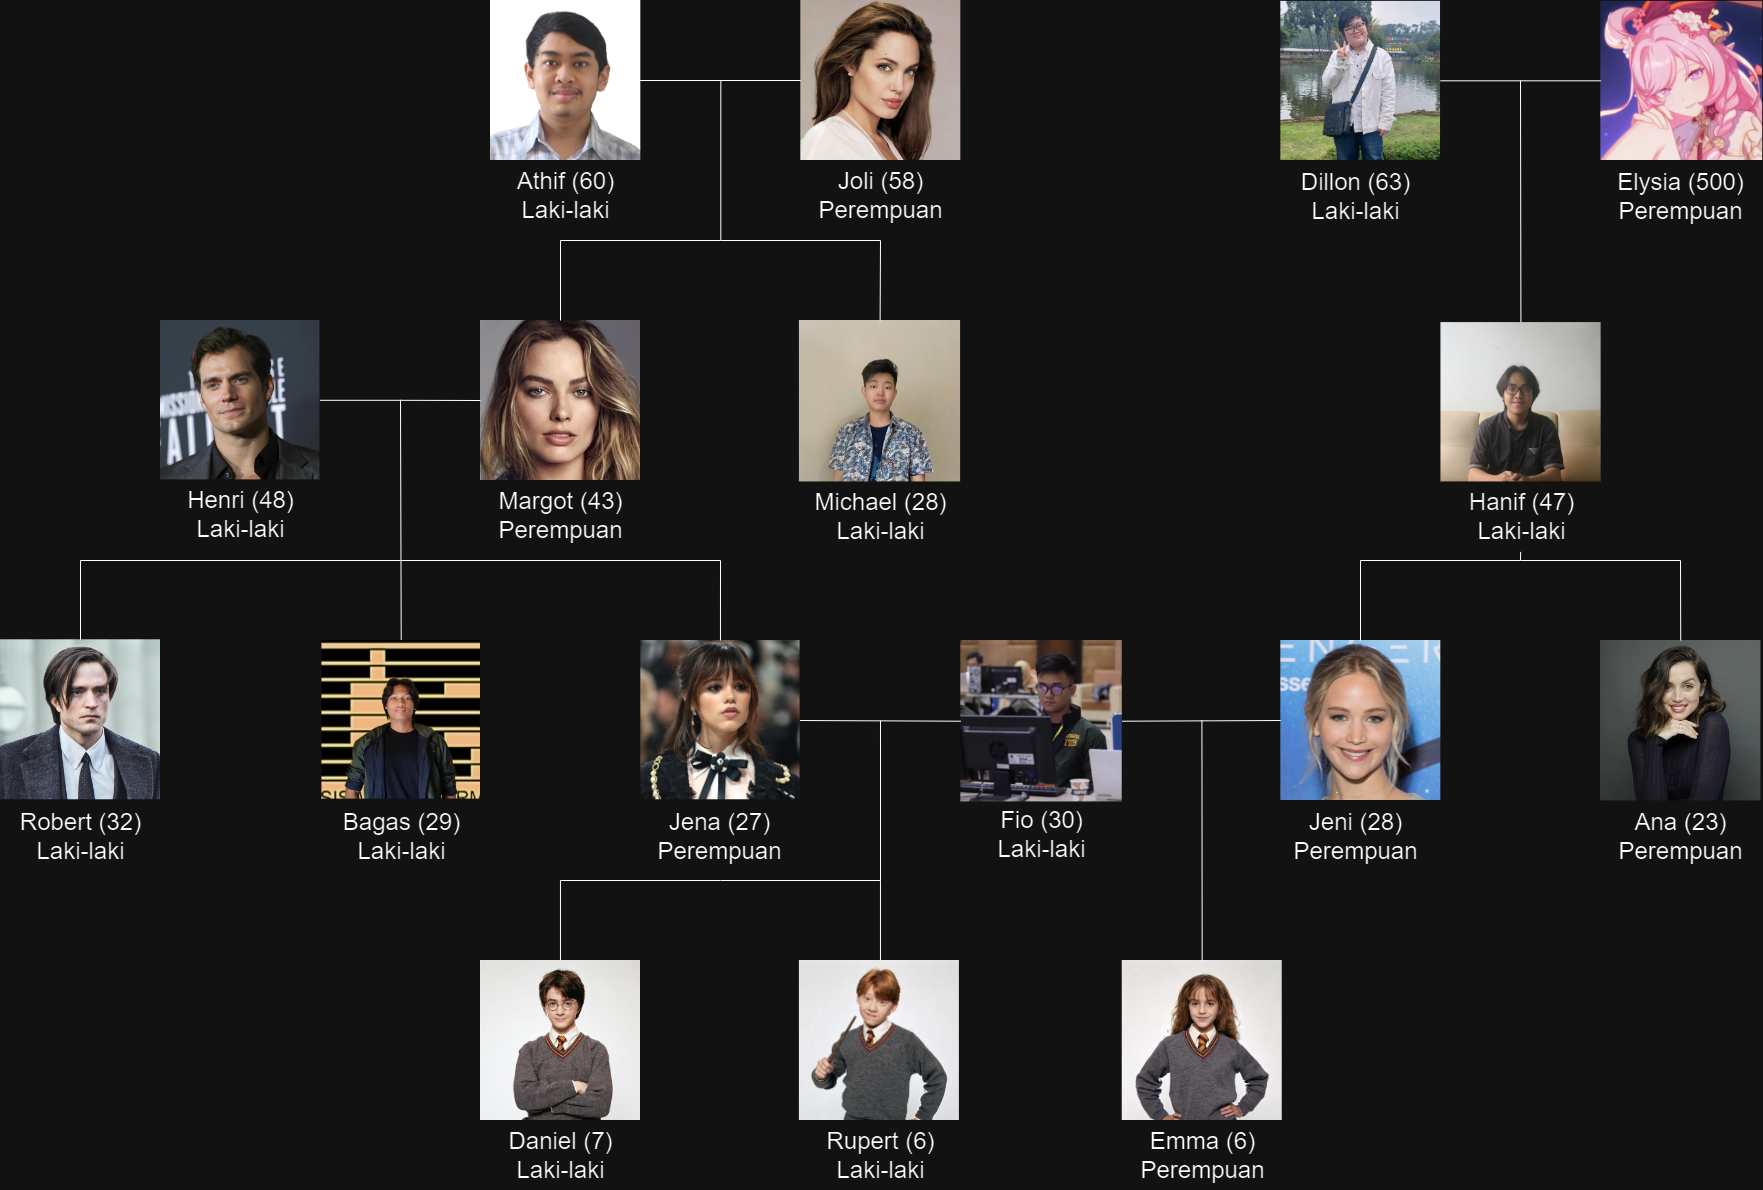 Athif (60)
Laki-laki
Joli (58)
Perempuan
Dillon (63)
Laki-laki
Elysia (500)
Perempuan
Henri (48)
Laki-laki
Margot (43)
Perempuan
Michael (28)
Laki-laki
Hanif (47)
Laki-laki
Robert (32)
Laki-laki
Bagas (29)
Laki-laki
Jena (27)
Perempuan
Fio (30)
Laki-laki
Jeni (28)
Perempuan
Ana (23)
Perempuan
Daniel (7)
Laki-laki
Rupert (6)
Laki-laki
Emma (6)
Perempuan